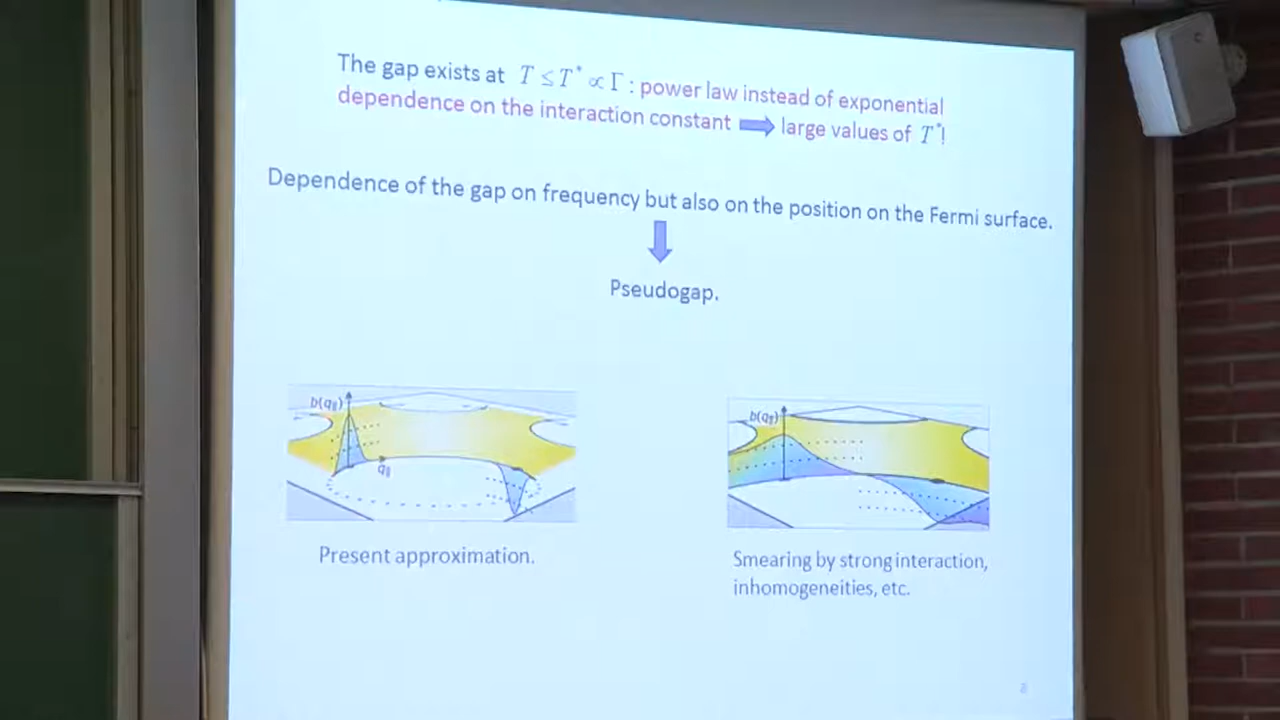 The gap exists at T ≤ T* ∝ Γ : power law instead of exponential
dependence on the interaction constant ⇒ large values of T*!
Dependence of the gap on frequency but also on the position on the Fermi surface.
Pseudogap.
b(q∥)
q∥
b(q∥)
Present approximation.
Smearing by strong interaction,
inhomogeneities, etc.